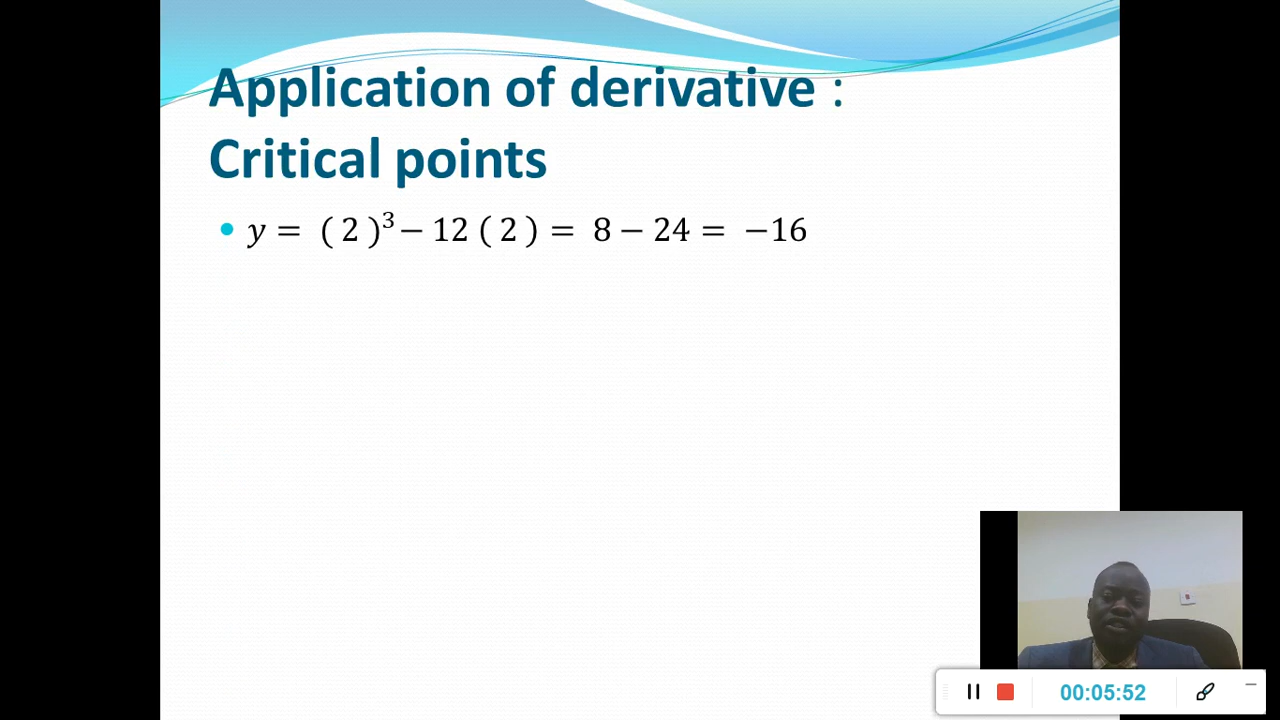 Application of derivative :
Critical points
• 𝑦 = ( 2 )³ − 12 ( 2 ) = 8 − 24 = −16
00:05:52